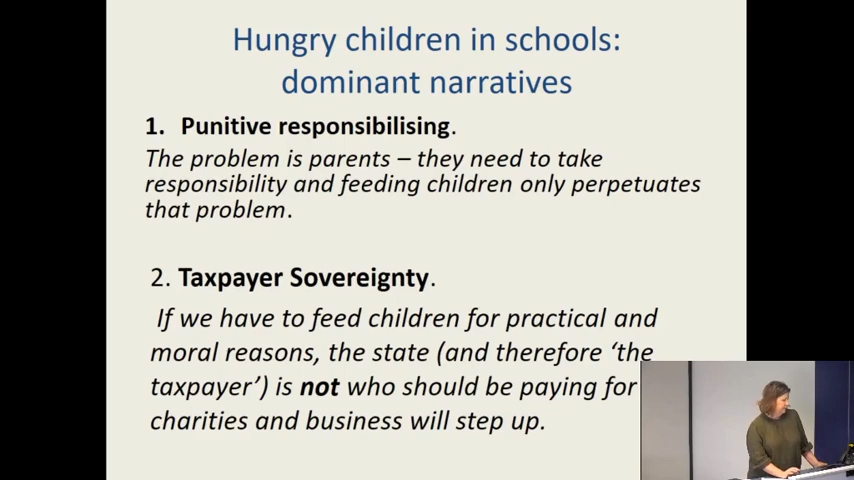 Hungry children in schools:
dominant narratives
1. Punitive responsibilising.
The problem is parents – they need to take
responsibility and feeding children only perpetuates
that problem.
2. Taxpayer Sovereignty.
If we have to feed children for practical and
moral reasons, the state (and therefore ‘the
taxpayer’) is not who should be paying for
charities and business will step up.